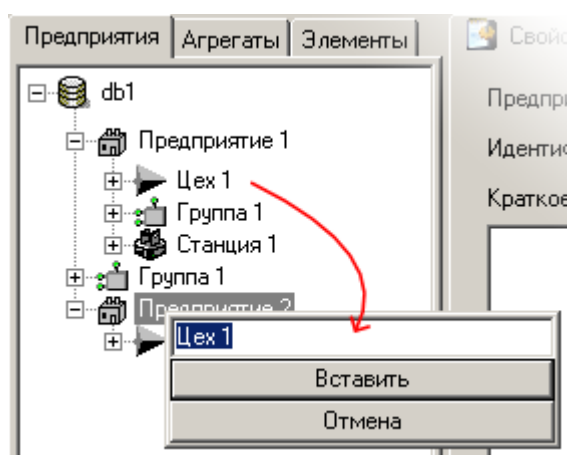 Предприятия Агрегаты Элементы
db1
Предприятие 1
Цех 1
Группа 1
Станция 1
Группа 1
Предприятие 2
Цех 1
Вставить
Отмена
Краткое